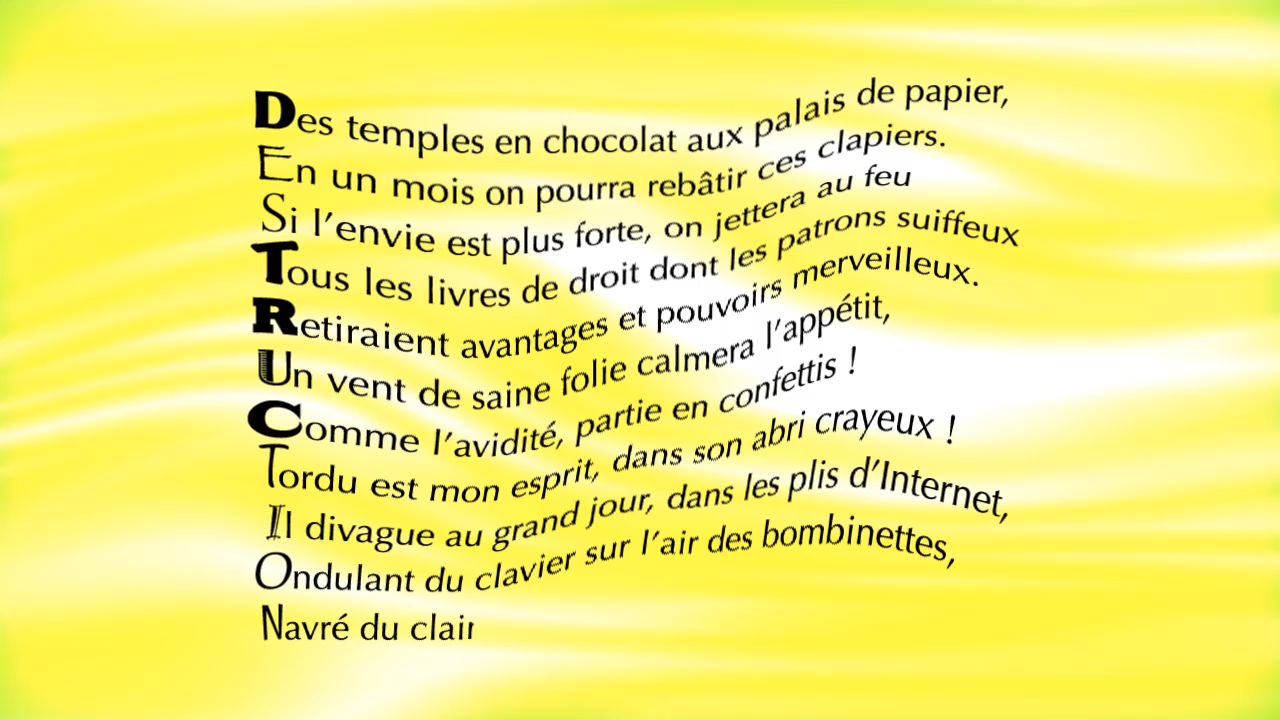 Des temples en chocolat aux palais de papier,
En un mois on pourra rebâtir ces clapiers.
Si l'envie est plus forte, on jettera au feu
Tous les livres de droit dont les patrons suiffeux
Retiraient avantages et pouvoirs merveilleux.
Un vent de saine folie calmera l'appétit,
Comme l'avidité, partie en confettis !
Tordu est mon esprit, dans son abri crayeux !
Il divague au grand jour, dans les plis d'Internet,
Ondulant du clavier sur l'air des bombinettes,
Navré du clair